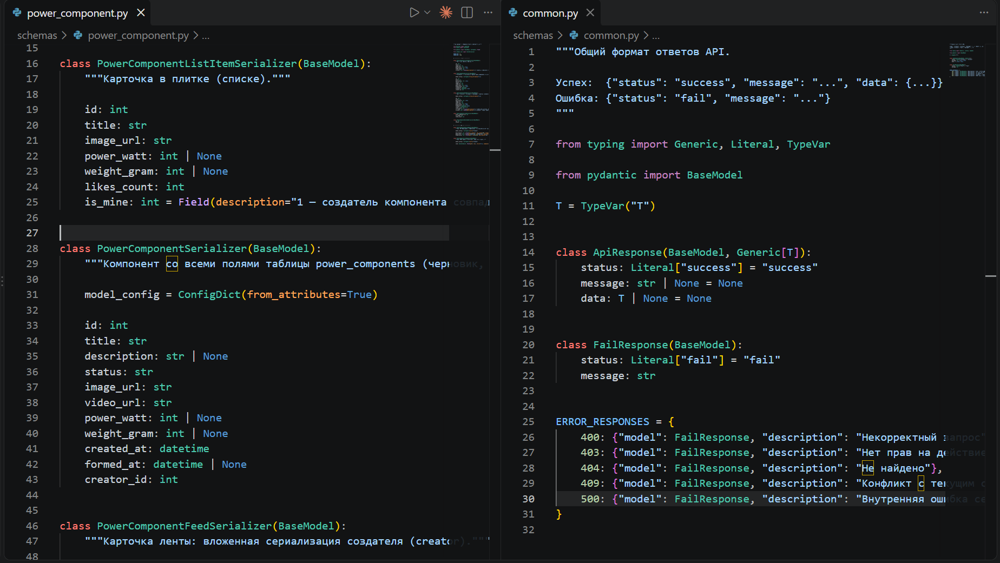 power_component.py
schemas > power_component.py > ...
15
16 class PowerComponentListItemSerializer(BaseModel):
17     """Карточка в плитке (списке)."""
18
19     id: int
20     title: str
21     image_url: str
22     power_watt: int | None
23     weight_gram: int | None
24     likes_count: int
25     is_mine: int = Field(description="1 — создатель компонента совпад
26
27
28 class PowerComponentSerializer(BaseModel):
29     """Компонент со всеми полями таблицы power_components (черновик,
30
31     model_config = ConfigDict(from_attributes=True)
32
33     id: int
34     title: str
35     description: str | None
36     status: str
37     image_url: str
38     video_url: str
39     power_watt: int | None
40     weight_gram: int | None
41     created_at: datetime
42     formed_at: datetime | None
43     creator_id: int
44
45
46 class PowerComponentFeedSerializer(BaseModel):
47     """Карточка ленты: вложенная сериализация создателя (creator)."""
48
common.py
schemas > common.py > ...
1 """Общий формат ответов API.
2
3 Успех:  {"status": "success", "message": "...", "data": {...}}
4 Ошибка: {"status": "fail", "message": "..."}
5 """
6
7 from typing import Generic, Literal, TypeVar
8
9 from pydantic import BaseModel
10
11 T = TypeVar("T")
12
13
14 class ApiResponse(BaseModel, Generic[T]):
15     status: Literal["success"] = "success"
16     message: str | None = None
17     data: T | None = None
18
19
20 class FailResponse(BaseModel):
21     status: Literal["fail"] = "fail"
22     message: str
23
24
25 ERROR_RESPONSES = {
26     400: {"model": FailResponse, "description": "Некорректный запрос"
27     403: {"model": FailResponse, "description": "Нет прав на действие
28     404: {"model": FailResponse, "description": "Не найдено"},
29     409: {"model": FailResponse, "description": "Конфликт с текущим с
30     500: {"model": FailResponse, "description": "Внутренняя ошибка се
31 }
32